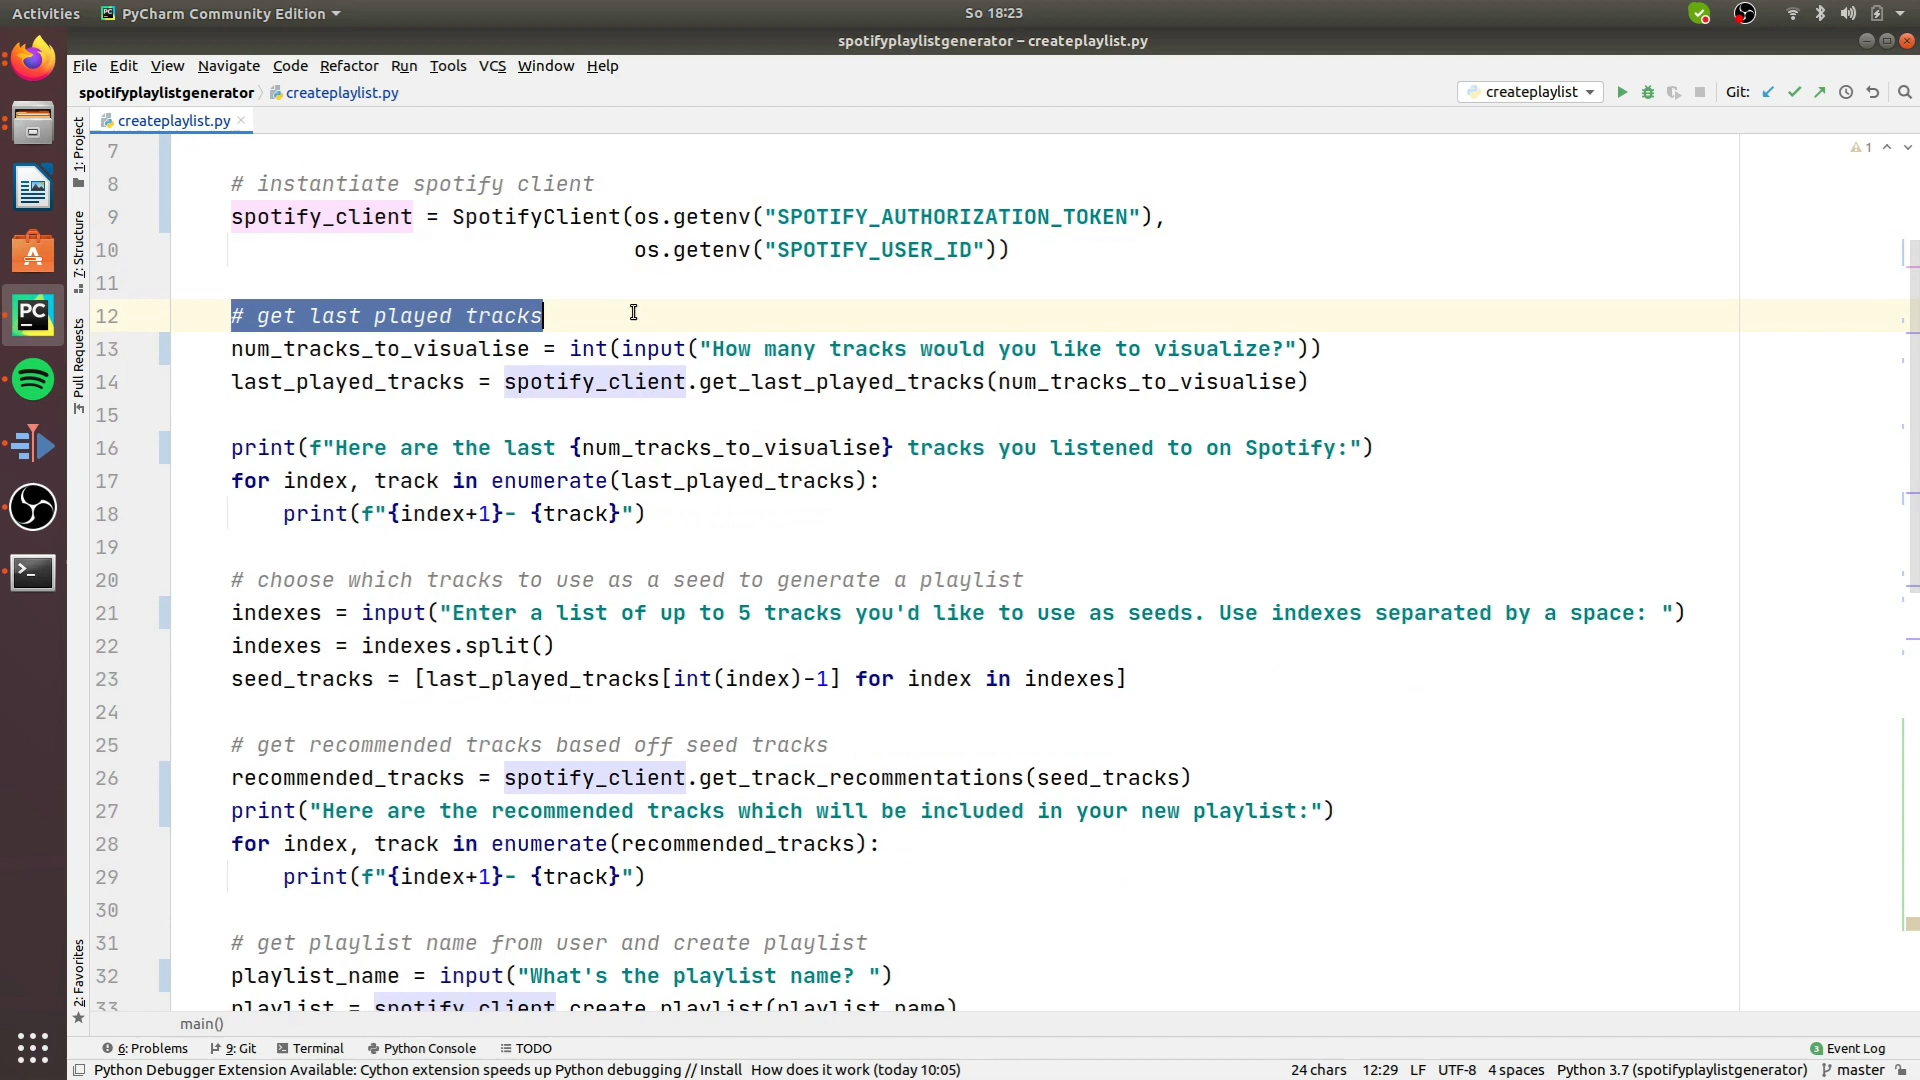 Activities PyCharm Community Edition So 18:23
spotifyplaylistgenerator – createplaylist.py
File Edit View Navigate Code Refactor Run Tools VCS Window Help
spotifyplaylistgenerator createplaylist.py createplaylist Git:
createplaylist.py
1: Project
7: Structure
Pull Requests
2: Favorites
7
1
8 # instantiate spotify client
9 spotify_client = SpotifyClient(os.getenv("SPOTIFY_AUTHORIZATION_TOKEN"),
10 os.getenv("SPOTIFY_USER_ID"))
11
12 # get last played tracks
13 num_tracks_to_visualise = int(input("How many tracks would you like to visualize?"))
14 last_played_tracks = spotify_client.get_last_played_tracks(num_tracks_to_visualise)
15
16 print(f"Here are the last {num_tracks_to_visualise} tracks you listened to on Spotify:")
17 for index, track in enumerate(last_played_tracks):
18 print(f"{index+1}- {track}")
19
20 # choose which tracks to use as a seed to generate a playlist
21 indexes = input("Enter a list of up to 5 tracks you'd like to use as seeds. Use indexes separated by a space: ")
22 indexes = indexes.split()
23 seed_tracks = [last_played_tracks[int(index)-1] for index in indexes]
24
25 # get recommended tracks based off seed tracks
26 recommended_tracks = spotify_client.get_track_recommentations(seed_tracks)
27 print("Here are the recommended tracks which will be included in your new playlist:")
28 for index, track in enumerate(recommended_tracks):
29 print(f"{index+1}- {track}")
30
31 # get playlist name from user and create playlist
32 playlist_name = input("What's the playlist name? ")
33 playlist = spotify_client.create_playlist(playlist_name)
main()
6: Problems 9: Git Terminal Python Console TODO 3 Event Log
Python Debugger Extension Available: Cython extension speeds up Python debugging // Install How does it work (today 10:05) 24 chars 12:29 LF UTF-8 4 spaces Python 3.7 (spotifyplaylistgenerator) master